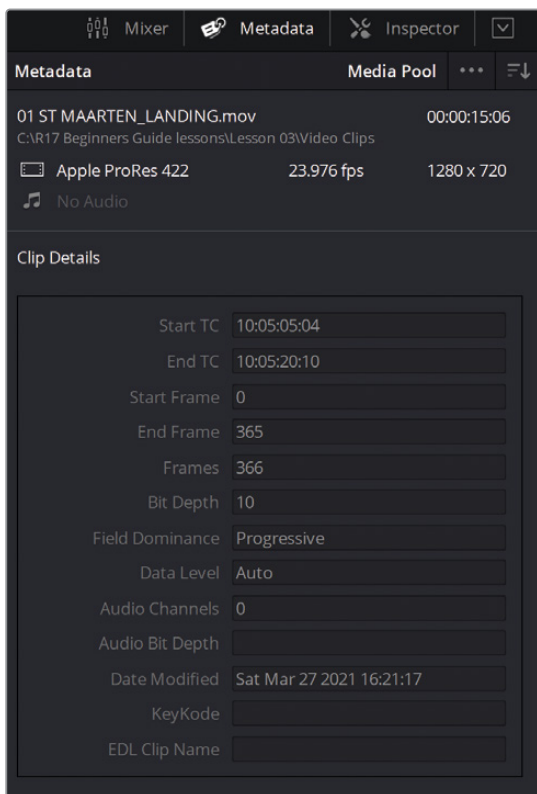 Mixer Metadata Inspector
Metadata Media Pool
01 ST MAARTEN_LANDING.mov 00:00:15:06
C:\R17 Beginners Guide lessons\Lesson 03\Video Clips
Apple ProRes 422 23.976 fps 1280 x 720
No Audio
Clip Details
Start TC 10:05:05:04
End TC 10:05:20:10
Start Frame 0
End Frame 365
Frames 366
Bit Depth 10
Field Dominance Progressive
Data Level Auto
Audio Channels 0
Audio Bit Depth
Date Modified Sat Mar 27 2021 16:21:17
KeyKode
EDL Clip Name